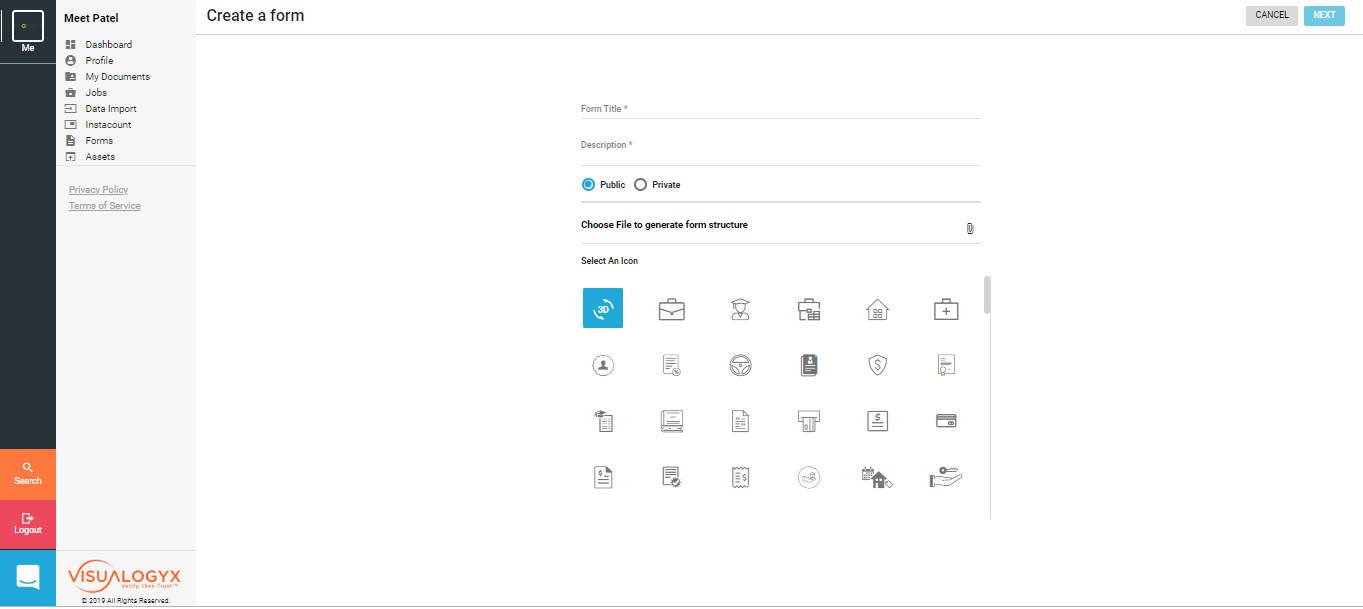 Me
Search
Logout
Meet Patel
Dashboard
Profile
My Documents
Jobs
Data Import
Instacount
Forms
Assets
Privacy Policy
Terms of Service
VISUALOGYX
Verify, then Trust™
© 2019 All Rights Reserved.
Create a form
CANCEL
NEXT
Form Title *
Description *
Public
Private
Choose File to generate form structure
Select An Icon
3D